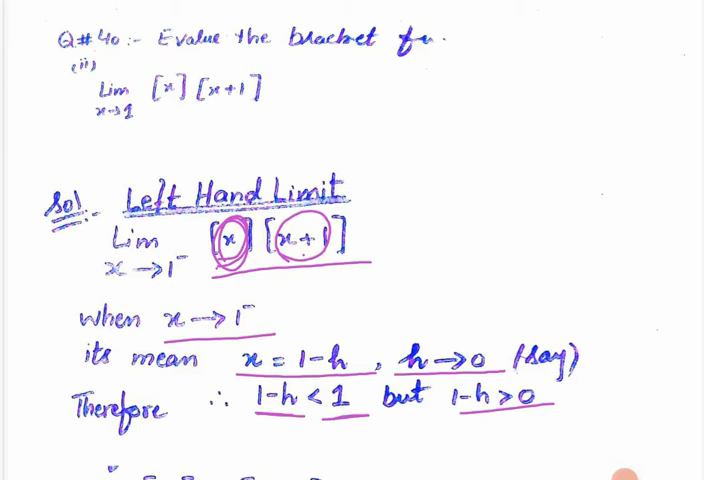 Q#40:- Evalue the bracket fn.
(ii)
Lim [x] [x+1]
x→1
Sol:- Left Hand Limit
Lim [x] [x+1]
x→1⁻
when x→1⁻
its mean x = 1-h , h→0 (say)
Therefore ∴ 1-h < 1 but 1-h > 0